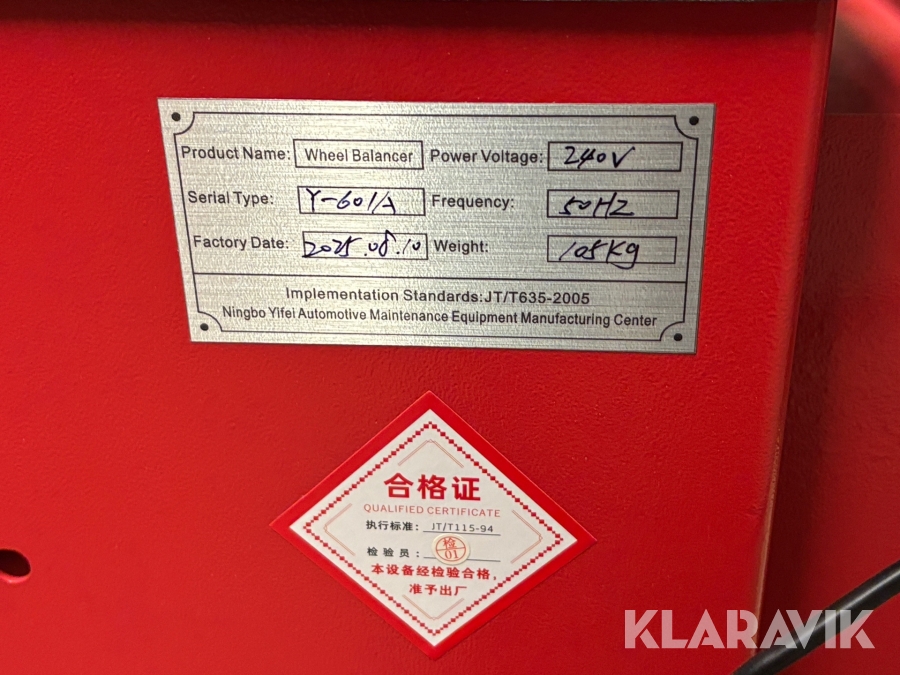 Product Name: Wheel Balancer Power Voltage: 240V
Serial Type: Y-601A Frequency: 50HZ
Factory Date: 2025.08.10 Weight: 105Kg
Implementation Standards:JT/T635-2005
Ningbo Yifei Automotive Maintenance Equipment Manufacturing Center
合格证
QUALIFIED CERTIFICATE
执行标准: JT/T115-94
检验员: 检01
本设备经检验合格,
准予出厂
KLARAVIK